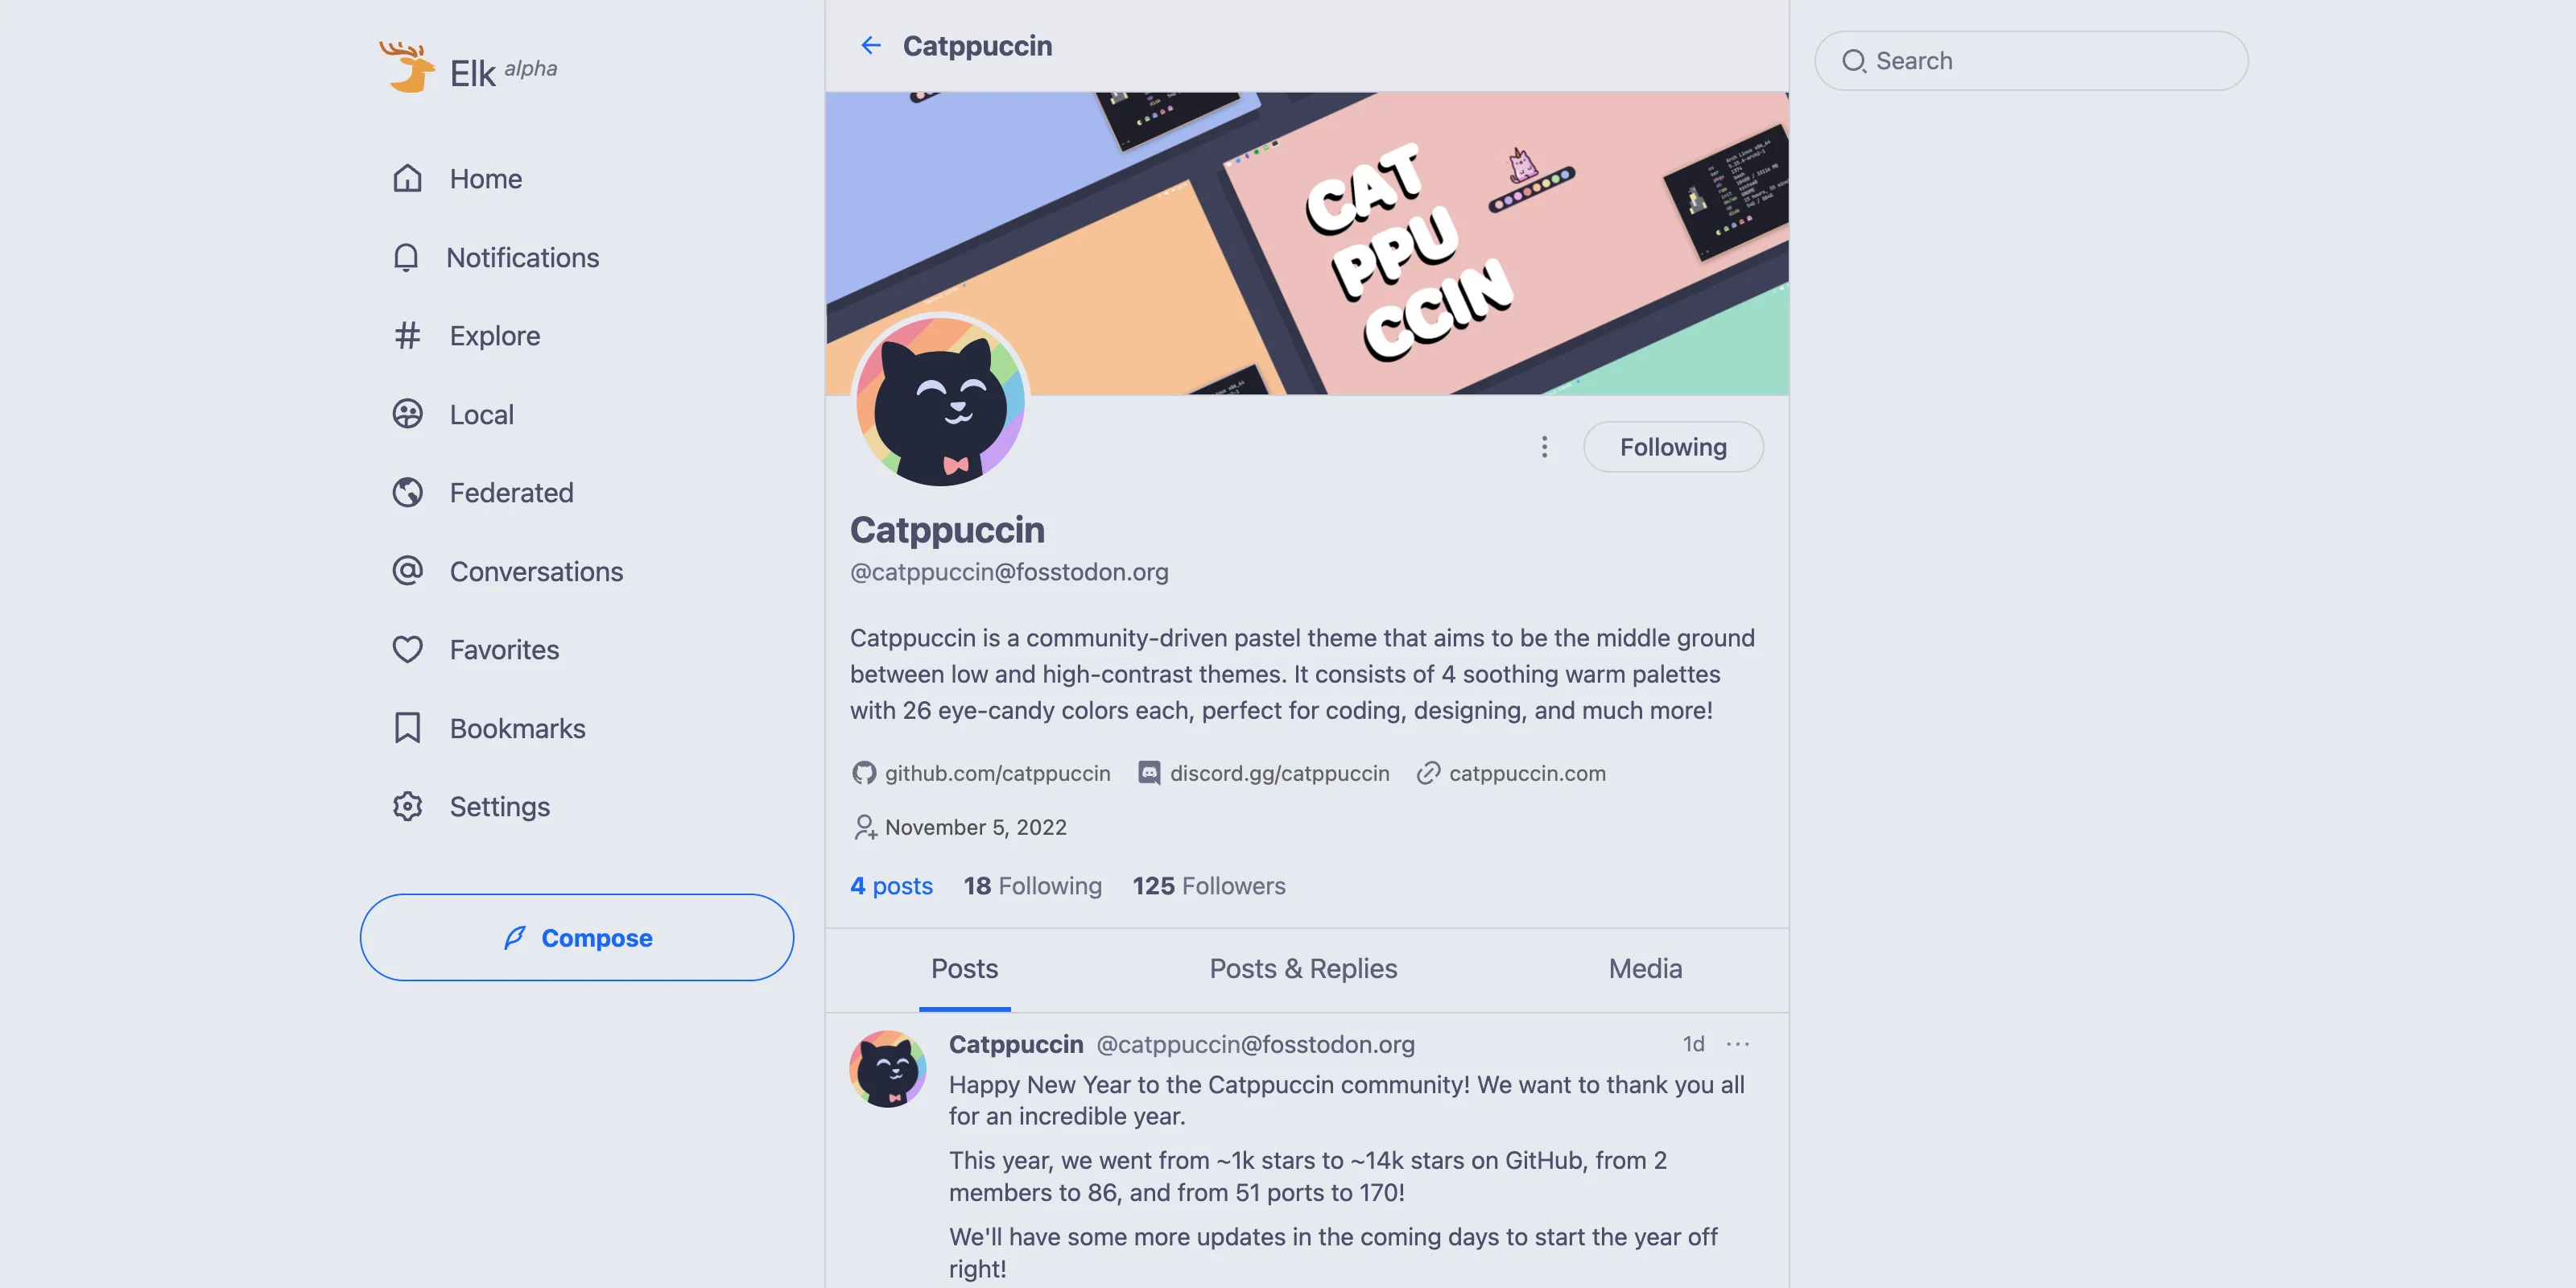 Elk alpha
Home
Notifications
Explore
Local
Federated
Conversations
Favorites
Bookmarks
Settings
Compose
Catppuccin
CAT
PPU
CCIN
Following
Catppuccin
@catppuccin@fosstodon.org
Catppuccin is a community-driven pastel theme that aims to be the middle ground
between low and high-contrast themes. It consists of 4 soothing warm palettes
with 26 eye-candy colors each, perfect for coding, designing, and much more!
github.com/catppuccin discord.gg/catppuccin catppuccin.com
November 5, 2022
4 posts 18 Following 125 Followers
Posts Posts & Replies Media
Catppuccin @catppuccin@fosstodon.org 1d
Happy New Year to the Catppuccin community! We want to thank you all
for an incredible year.
This year, we went from ~1k stars to ~14k stars on GitHub, from 2
members to 86, and from 51 ports to 170!
We'll have some more updates in the coming days to start the year off
right!
Search